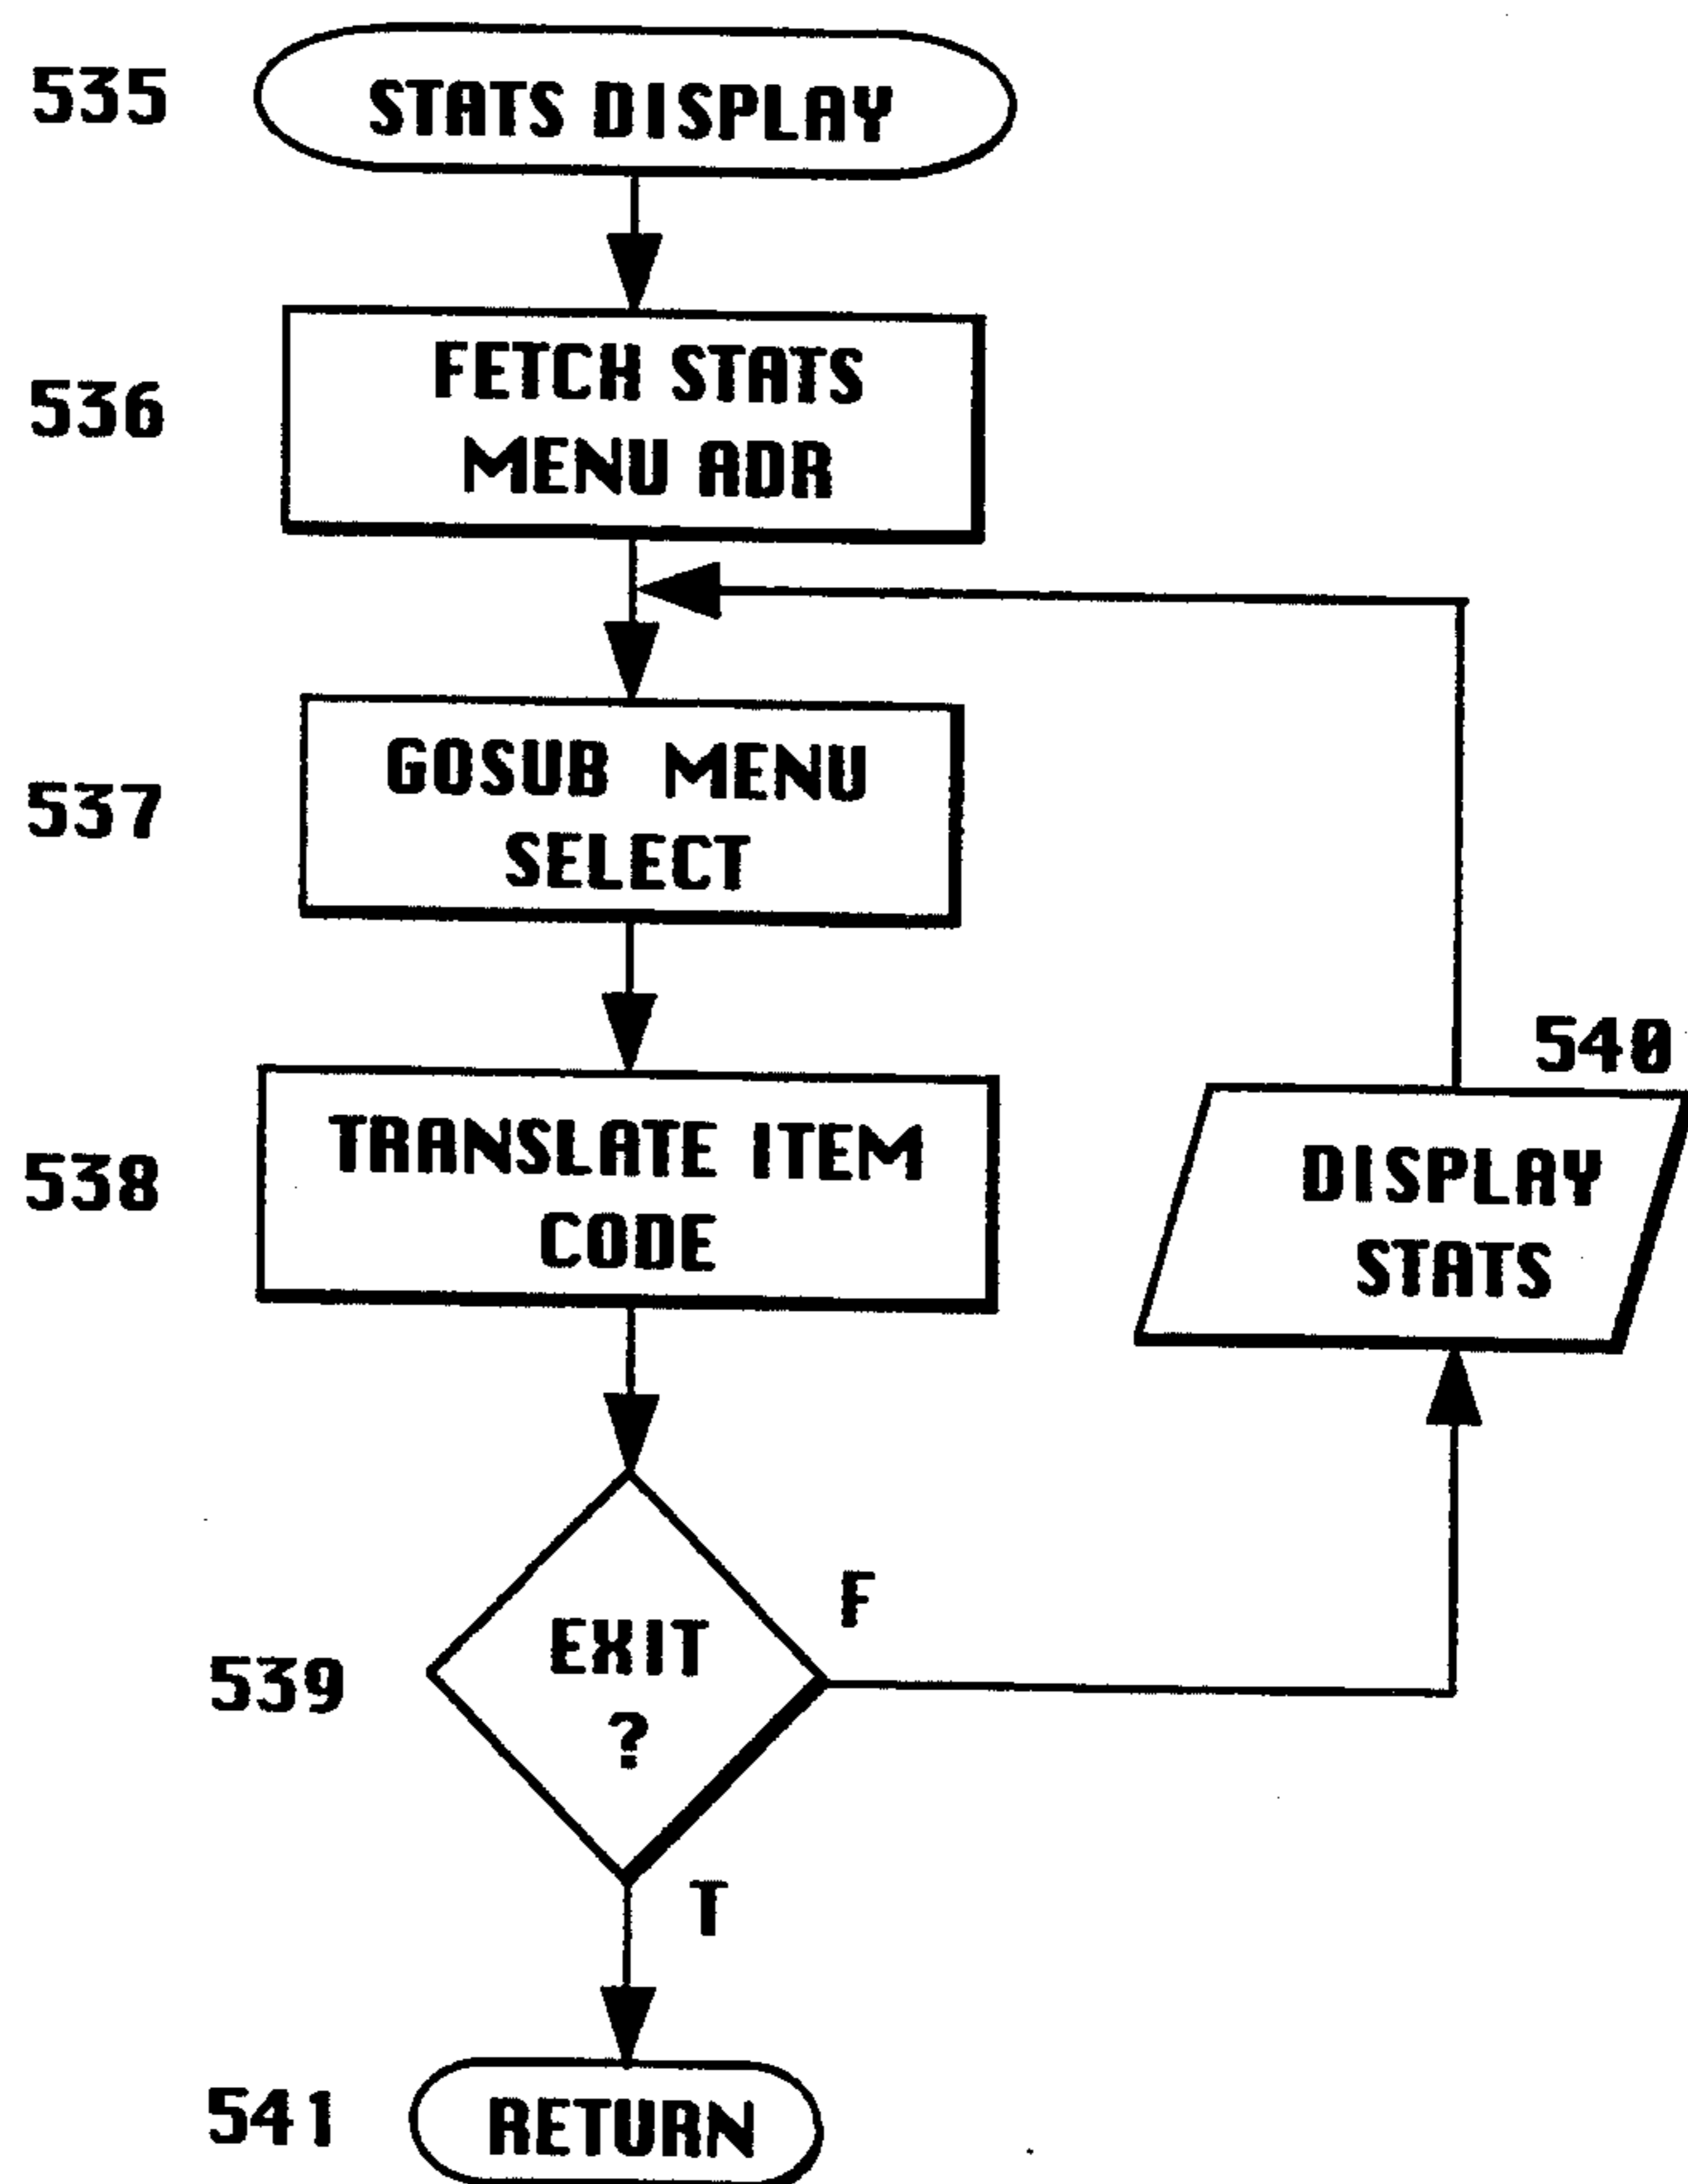 535
STATS DISPLAY
536
FETCH STATS
MENU ADR
537
GOSUB MENU
SELECT
538
TRANSLATE ITEM
CODE
540
DISPLAY
STATS
539
EXIT
?
F
T
541
RETURN